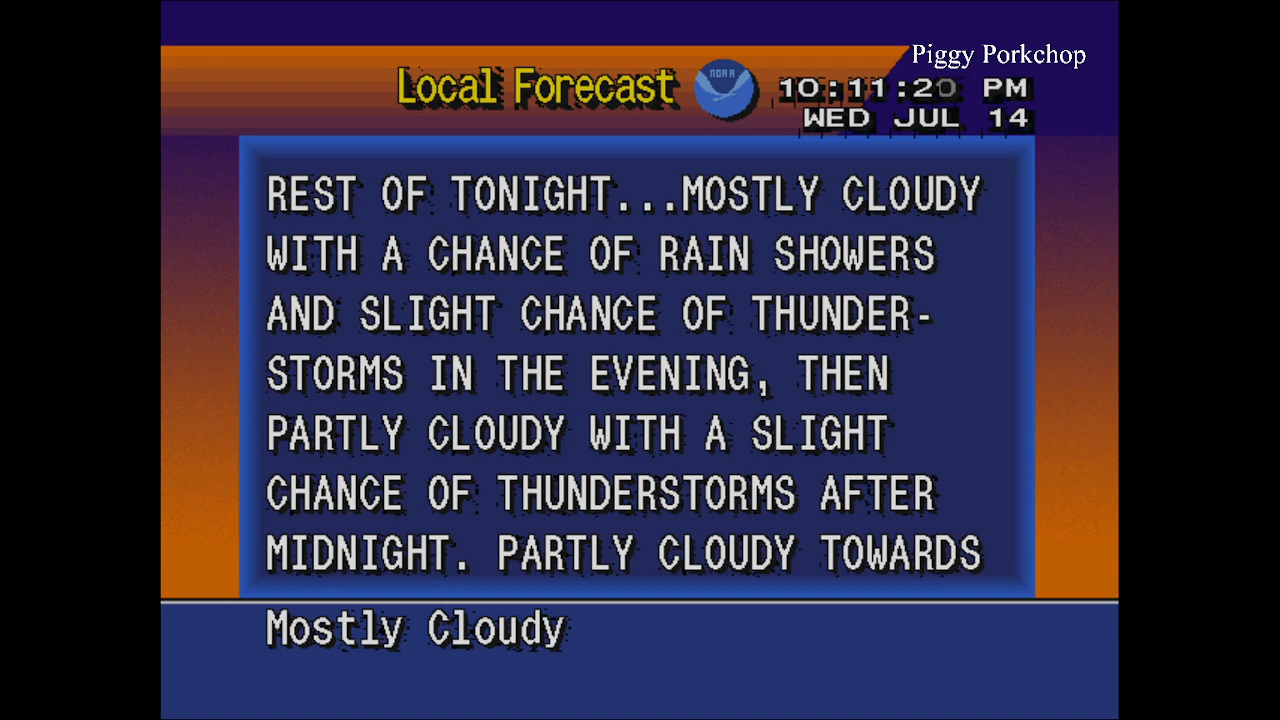 Piggy Porkchop
Local Forecast
NOAA
10:11:20 PM
WED JUL 14
REST OF TONIGHT...MOSTLY CLOUDY
WITH A CHANCE OF RAIN SHOWERS
AND SLIGHT CHANCE OF THUNDER-
STORMS IN THE EVENING, THEN
PARTLY CLOUDY WITH A SLIGHT
CHANCE OF THUNDERSTORMS AFTER
MIDNIGHT. PARTLY CLOUDY TOWARDS
Mostly Cloudy